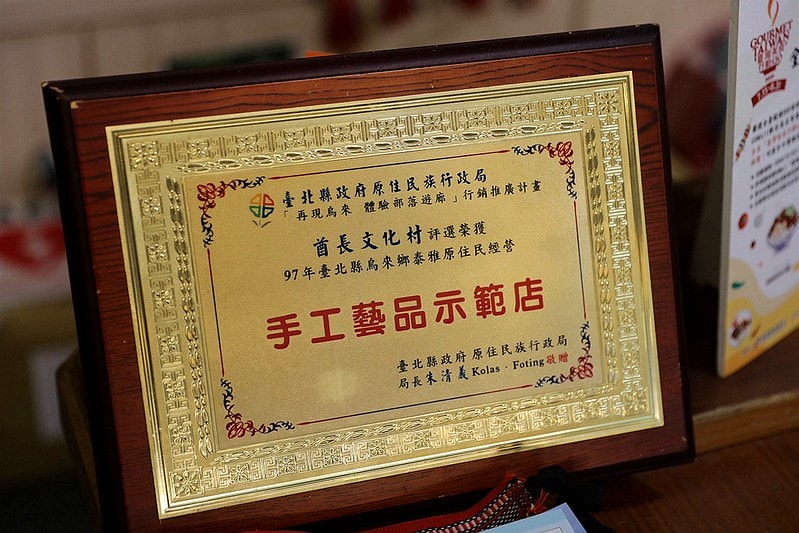 臺北縣政府原住民族行政局
「再現烏來 體驗部落遊廊」行銷推廣計畫
首長文化村評選榮獲
97年臺北縣烏來鄉泰雅原住民經營
手工藝品示範店
臺北縣政府原住民族行政局
局長朱清義Kolas．Foting敬贈
GOURMET
TAIWAN